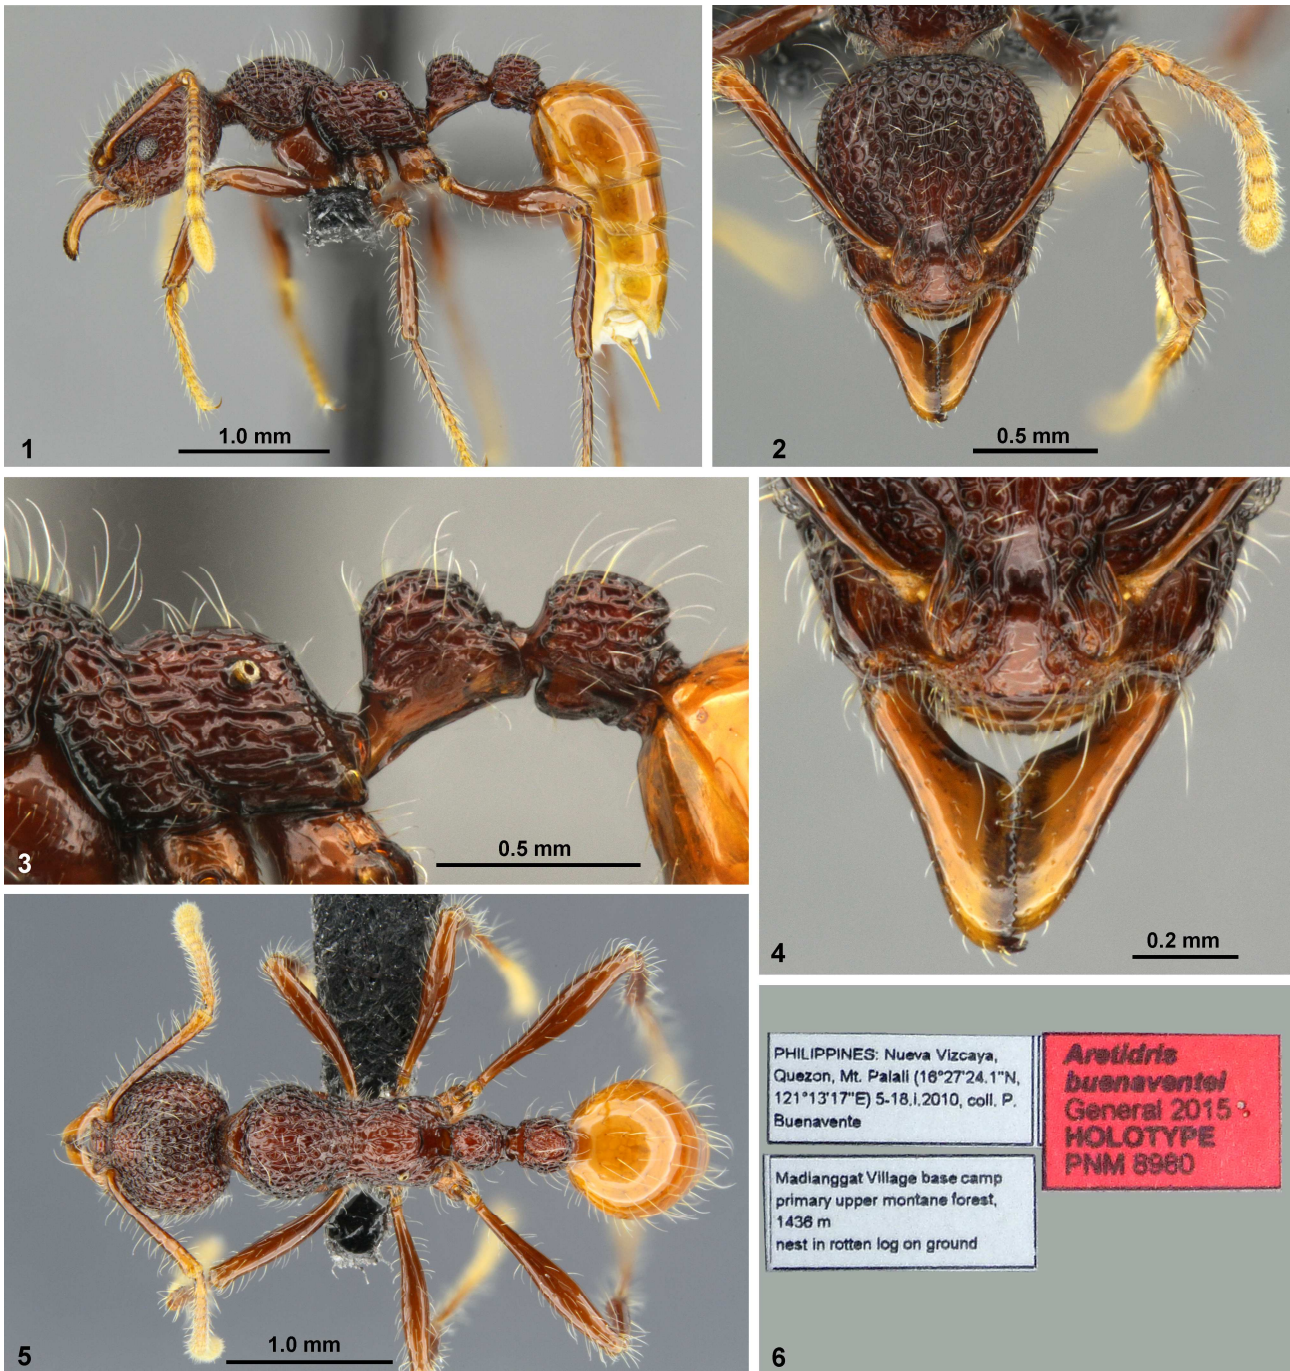 1.0 mm
1
0.5 mm
2
0.5 mm
3
0.2 mm
4
1.0 mm
5
PHILIPPINES: Nueva Vizcaya,
Quezon, Mt. Palali (16°27'24.1"N,
121°13'17"E) 5-18.i.2010, coll. P.
Buenavente
Madianggat Village base camp
primary upper montane forest,
1436 m
nest in rotten log on ground
Aretidris
buenaventei
General 2015
HOLOTYPE
PNM 8980
6